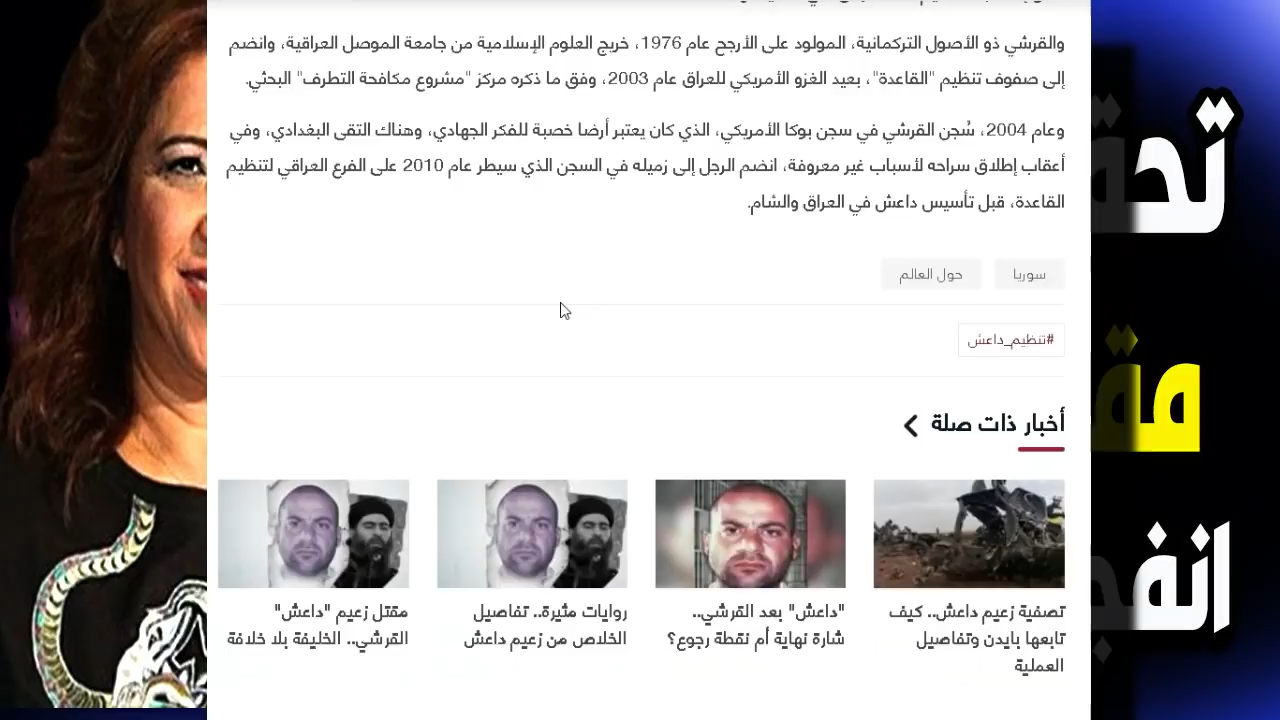 والقرشي ذو الأصول التركمانية، المولود على الأرجح عام 1976، خريج العلوم الإسلامية من جامعة الموصل العراقية، وانضم
إلى صفوف تنظيم "القاعدة"، بعيد الغزو الأمريكي للعراق عام 2003، وفق ما ذكره مركز "مشروع مكافحة التطرف" البحثي.
وعام 2004، سُجن القرشي في سجن بوكا الأمريكي، الذي كان يعتبر أرضا خصبة للفكر الجهادي، وهناك التقى البغدادي، وفي
أعقاب إطلاق سراحه لأسباب غير معروفة، انضم الرجل إلى زميله في السجن الذي سيطر عام 2010 على الفرع العراقي لتنظيم
القاعدة، قبل تأسيس داعش في العراق والشام.
سوريا
حول العالم
#تنظيم_داعش
أخبار ذات صلة
تصفية زعيم داعش.. كيف
تابعها بايدن وتفاصيل
العملية
"داعش" بعد القرشي..
شارة نهاية أم نقطة رجوع؟
روايات مثيرة.. تفاصيل
الخلاص من زعيم داعش
مقتل زعيم "داعش"
القرشي.. الخليفة بلا خلافة